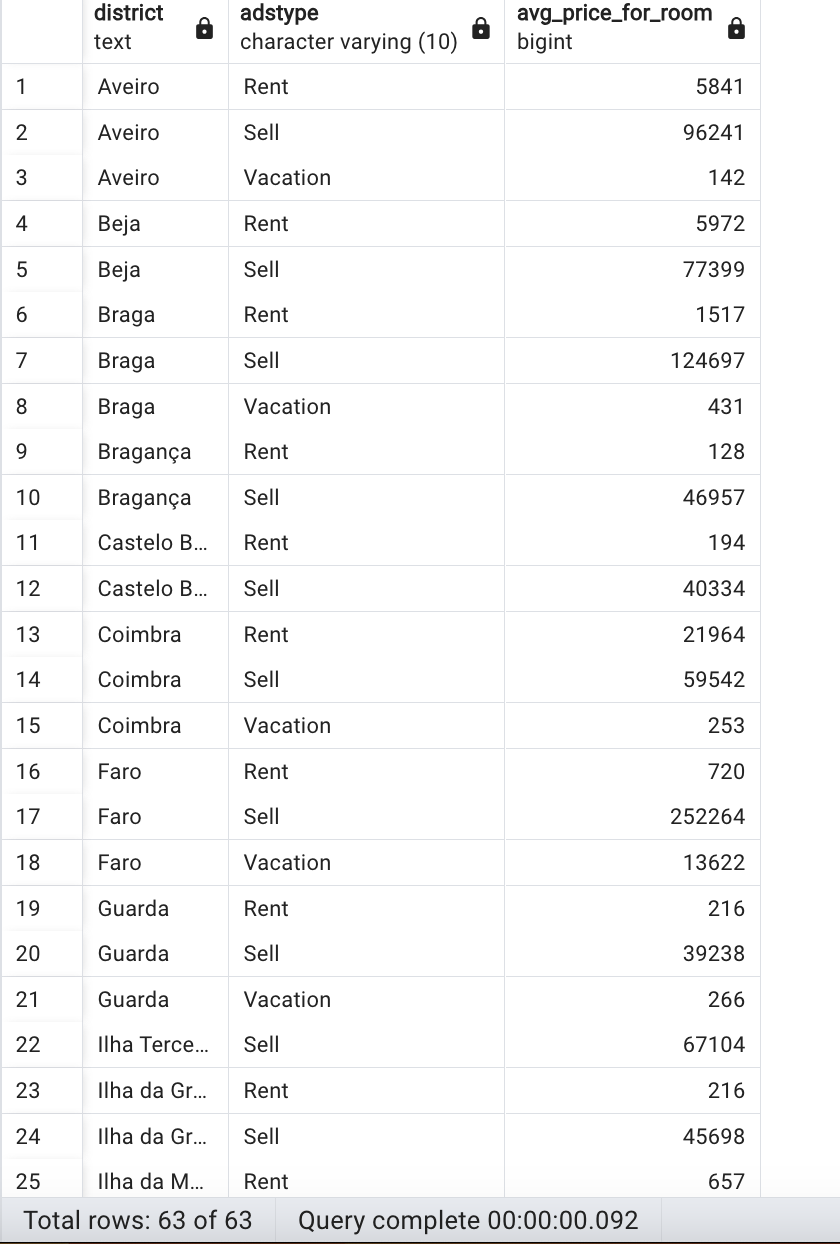 district adstype avg_price_for_room
text character varying (10) bigint
1 Aveiro Rent 5841
2 Aveiro Sell 96241
3 Aveiro Vacation 142
4 Beja Rent 5972
5 Beja Sell 77399
6 Braga Rent 1517
7 Braga Sell 124697
8 Braga Vacation 431
9 Bragança Rent 128
10 Bragança Sell 46957
11 Castelo B... Rent 194
12 Castelo B... Sell 40334
13 Coimbra Rent 21964
14 Coimbra Sell 59542
15 Coimbra Vacation 253
16 Faro Rent 720
17 Faro Sell 252264
18 Faro Vacation 13622
19 Guarda Rent 216
20 Guarda Sell 39238
21 Guarda Vacation 266
22 Ilha Terce... Sell 67104
23 Ilha da Gr... Rent 216
24 Ilha da Gr... Sell 45698
25 Ilha da M... Rent 657
Total rows: 63 of 63 Query complete 00:00:00.092